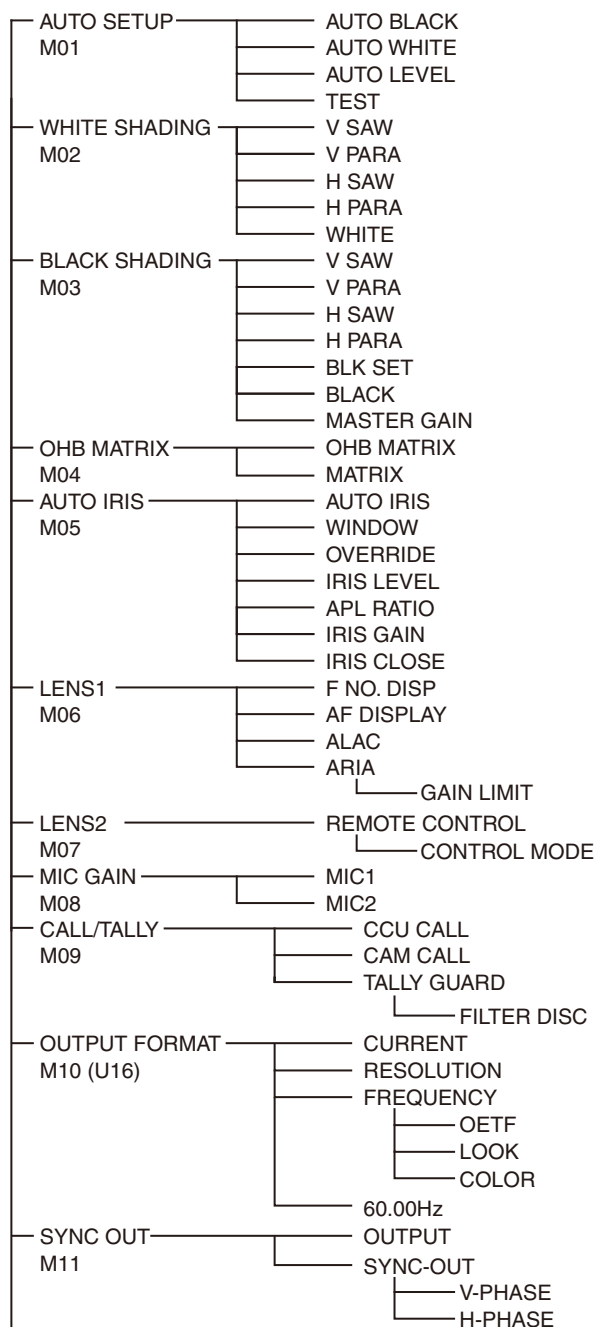 AUTO SETUP AUTO BLACK
M01 AUTO WHITE
AUTO LEVEL
TEST
WHITE SHADING V SAW
M02 V PARA
H SAW
H PARA
WHITE
BLACK SHADING V SAW
M03 V PARA
H SAW
H PARA
BLK SET
BLACK
MASTER GAIN
OHB MATRIX OHB MATRIX
M04 MATRIX
AUTO IRIS AUTO IRIS
M05 WINDOW
OVERRIDE
IRIS LEVEL
APL RATIO
IRIS GAIN
IRIS CLOSE
LENS1 F NO. DISP
M06 AF DISPLAY
ALAC
ARIA
GAIN LIMIT
LENS2 REMOTE CONTROL
M07 CONTROL MODE
MIC GAIN MIC1
M08 MIC2
CALL/TALLY CCU CALL
M09 CAM CALL
TALLY GUARD
FILTER DISC
OUTPUT FORMAT CURRENT
M10 (U16) RESOLUTION
FREQUENCY
OETF
LOOK
COLOR
60.00Hz
SYNC OUT OUTPUT
M11 SYNC-OUT
V-PHASE
H-PHASE